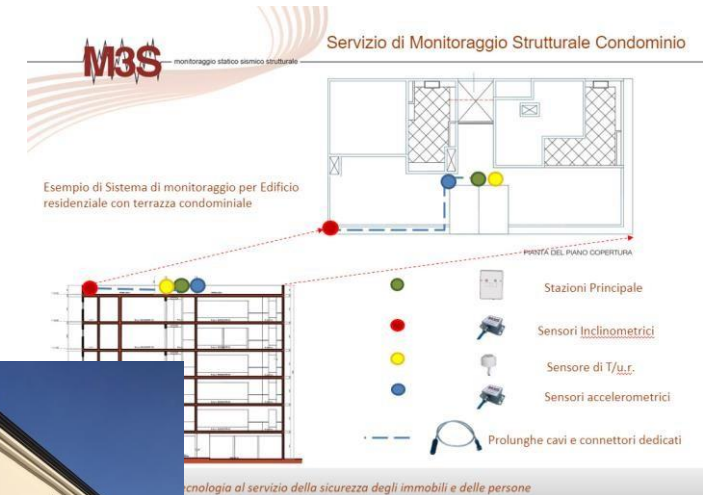 M3S
monitoraggio statico sismico strutturale
Servizio di Monitoraggio Strutturale Condominio
Esempio di Sistema di monitoraggio per Edificio
residenziale con terrazza condominiale
PIANTA DEL PIANO COPERTURA
Stazioni Principale
Sensori Inclinometrici
Sensore di T/u.r.
Sensori accelerometrici
Prolunghe cavi e connettori dedicati
ecnologia al servizio della sicurezza degli immobili e delle persone